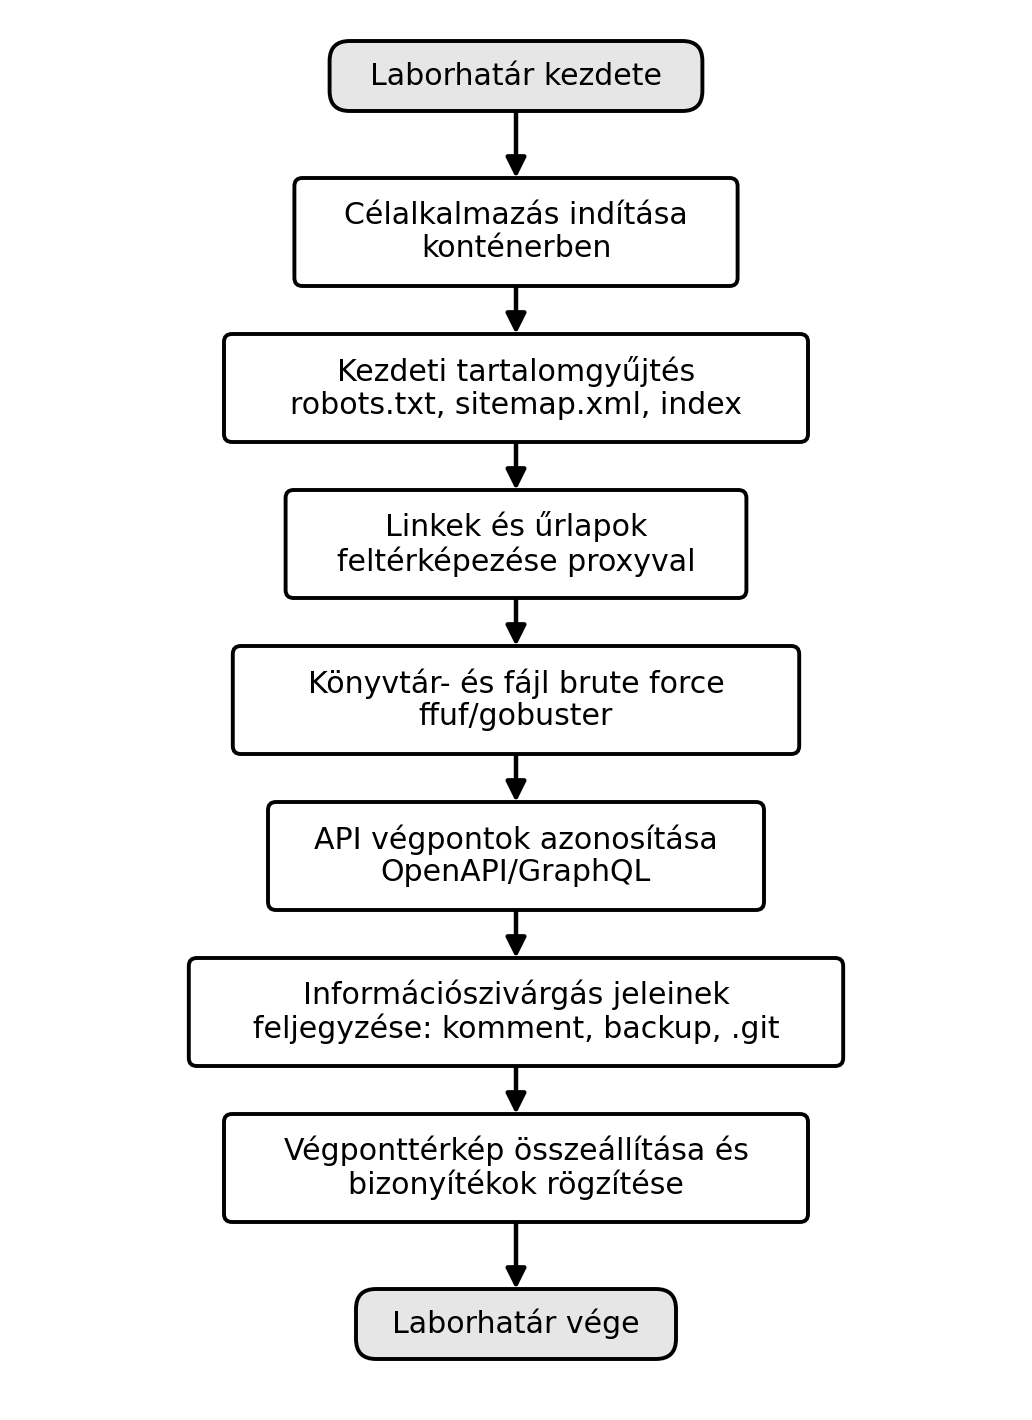 Laborhatár kezdete
Célalkalmazás indítása
konténerben
Kezdeti tartalomgyűjtés
robots.txt, sitemap.xml, index
Linkek és űrlapok
feltérképezése proxyval
Könyvtár- és fájl brute force
ffuf/gobuster
API végpontok azonosítása
OpenAPI/GraphQL
Információszivárgás jeleinek
feljegyzése: komment, backup, .git
Végponttérkép összeállítása és
bizonyítékok rögzítése
Laborhatár vége